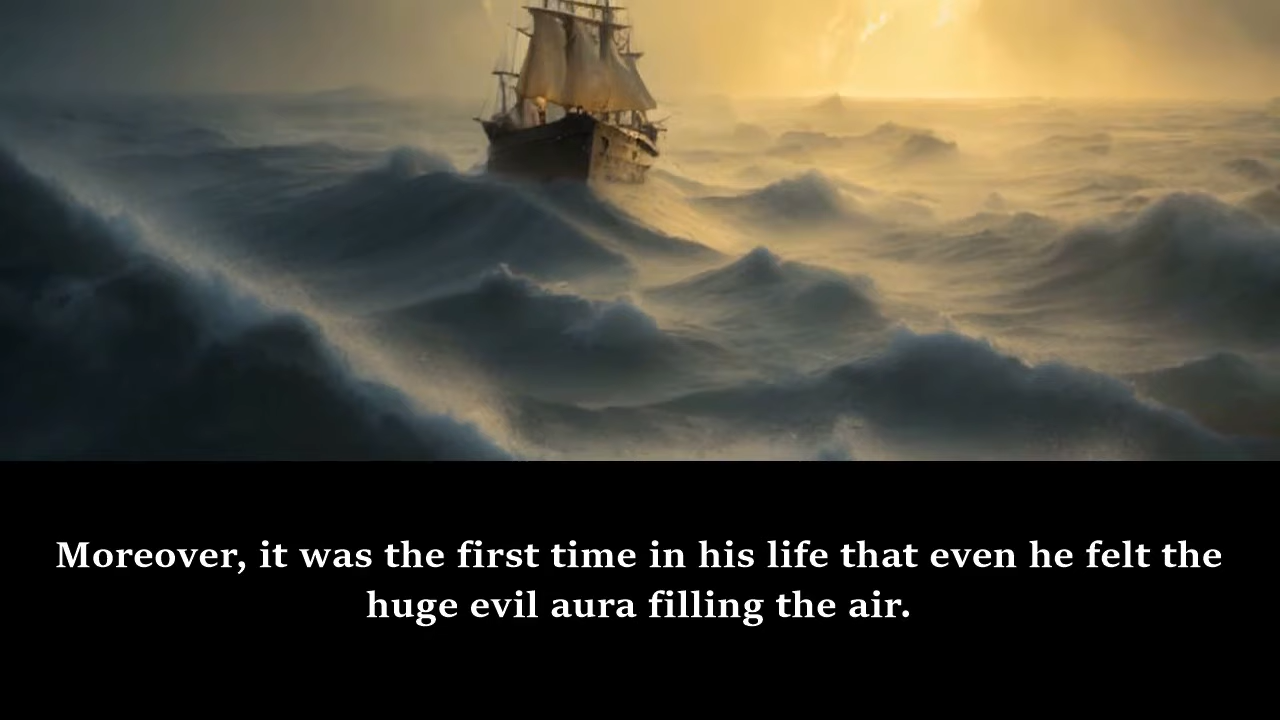 Moreover, it was the first time in his life that even he felt the
huge evil aura filling the air.